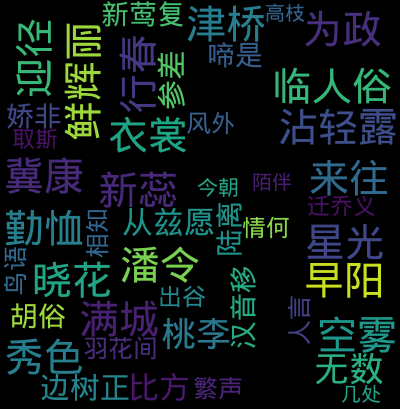 新莺复
津桥
高枝
为政
迎径
鲜辉丽
行春
参差
啼是
临人俗
娇非
取斯
衣裳
风外
沾轻露
冀康
新蕊
今朝
陌伴
来往
迁乔义
勤恤
相知
从兹愿
陆离
情何
星光
鸟语
晓花
潘令
早阳
出谷
汉音移
人言
胡俗
满城
桃李
羽花间
空雾
秀色
无数
边树正
比方
繁声
几处